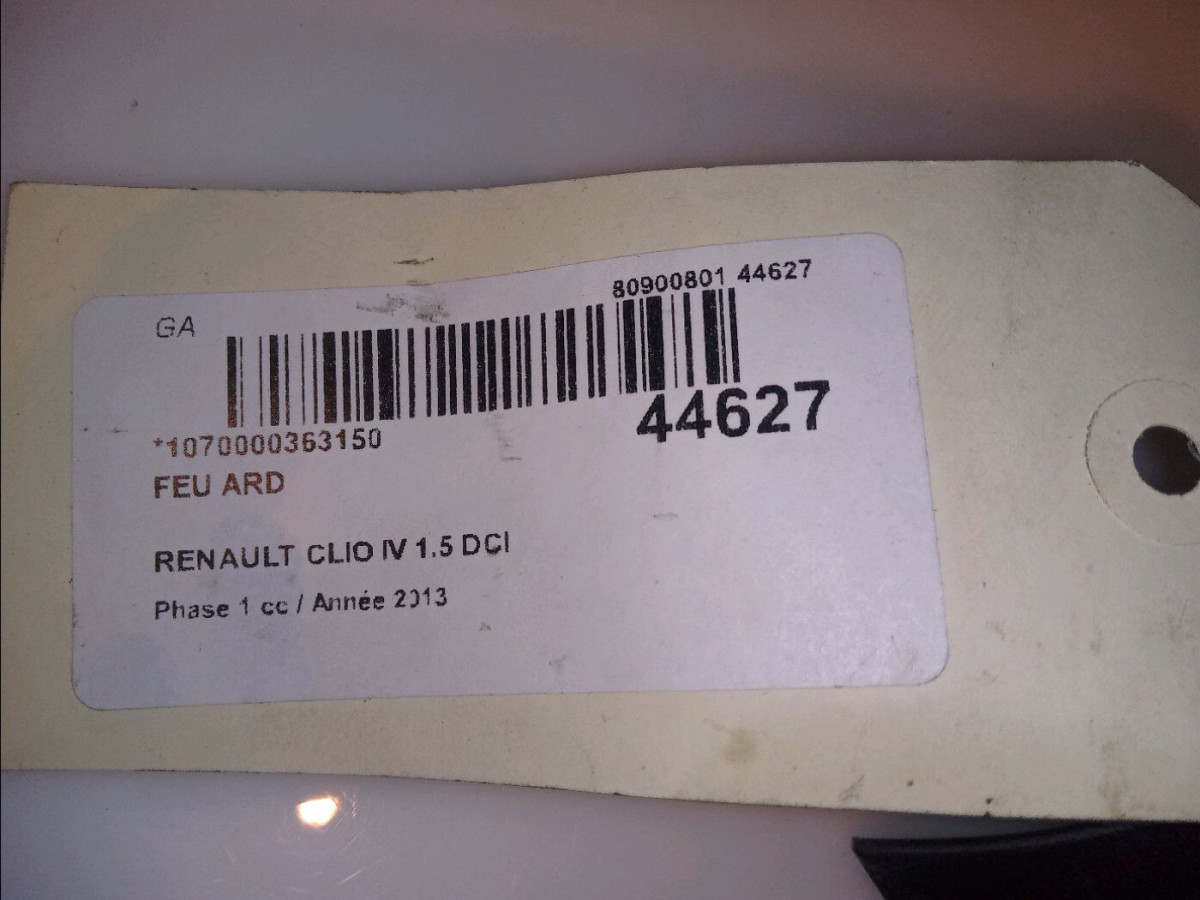 80900801 44627
GA
44627
*1070000363150
FEU ARD
RENAULT CLIO IV 1.5 DCI
Phase 1 cc / Année 2013